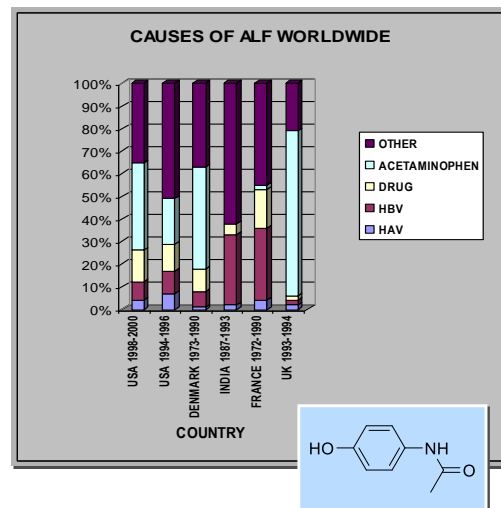 CAUSES OF ALF WORLDWIDE
100%
90%
80%
70%
60%
50%
40%
30%
20%
10%
0%
USA 1998-2000
USA 1994-1996
DENMARK 1973-1990
INDIA 1987-1993
FRANCE 1972-1990
UK 1993-1994
COUNTRY
OTHER
ACETAMINOPHEN
DRUG
HBV
HAV
HO
NH
O